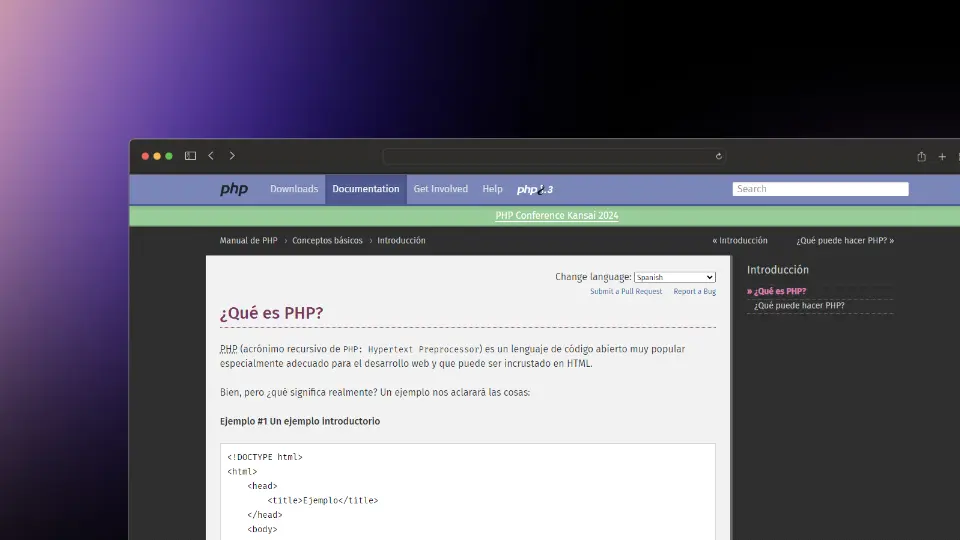 php Downloads Documentation Get Involved Help php8.3 Search
PHP Conference Kansai 2024
Manual de PHP › Conceptos básicos › Introducción « Introducción ¿Qué puede hacer PHP? »
Change language: Spanish
Submit a Pull Request Report a Bug
¿Qué es PHP?
PHP (acrónimo recursivo de PHP: Hypertext Preprocessor) es un lenguaje de código abierto muy popular
especialmente adecuado para el desarrollo web y que puede ser incrustado en HTML.
Bien, pero ¿qué significa realmente? Un ejemplo nos aclarará las cosas:
Ejemplo #1 Un ejemplo introductorio
<!DOCTYPE html>
<html>
<head>
<title>Ejemplo</title>
</head>
<body>
Introducción
» ¿Qué es PHP?
¿Qué puede hacer PHP?